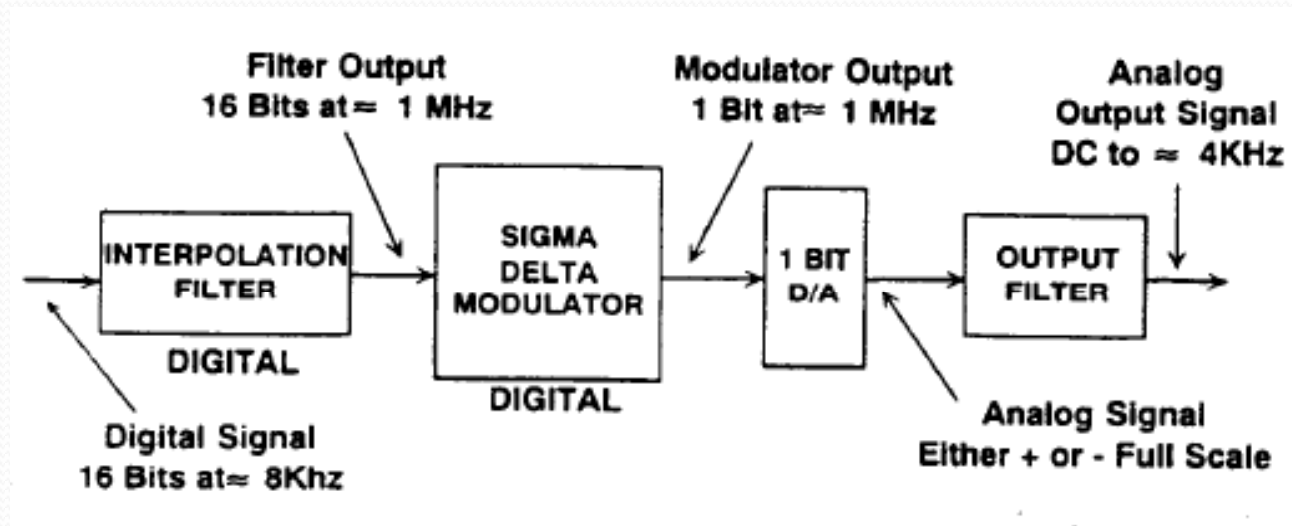 Filter Output
16 Bits at≈ 1 MHz
Modulator Output
1 Bit at≈ 1 MHz
Analog
Output Signal
DC to ≈ 4KHz
INTERPOLATION
FILTER
DIGITAL
SIGMA
DELTA
MODULATOR
DIGITAL
1 BIT
D/A
OUTPUT
FILTER
Digital Signal
16 Bits at≈ 8Khz
Analog Signal
Either + or - Full Scale